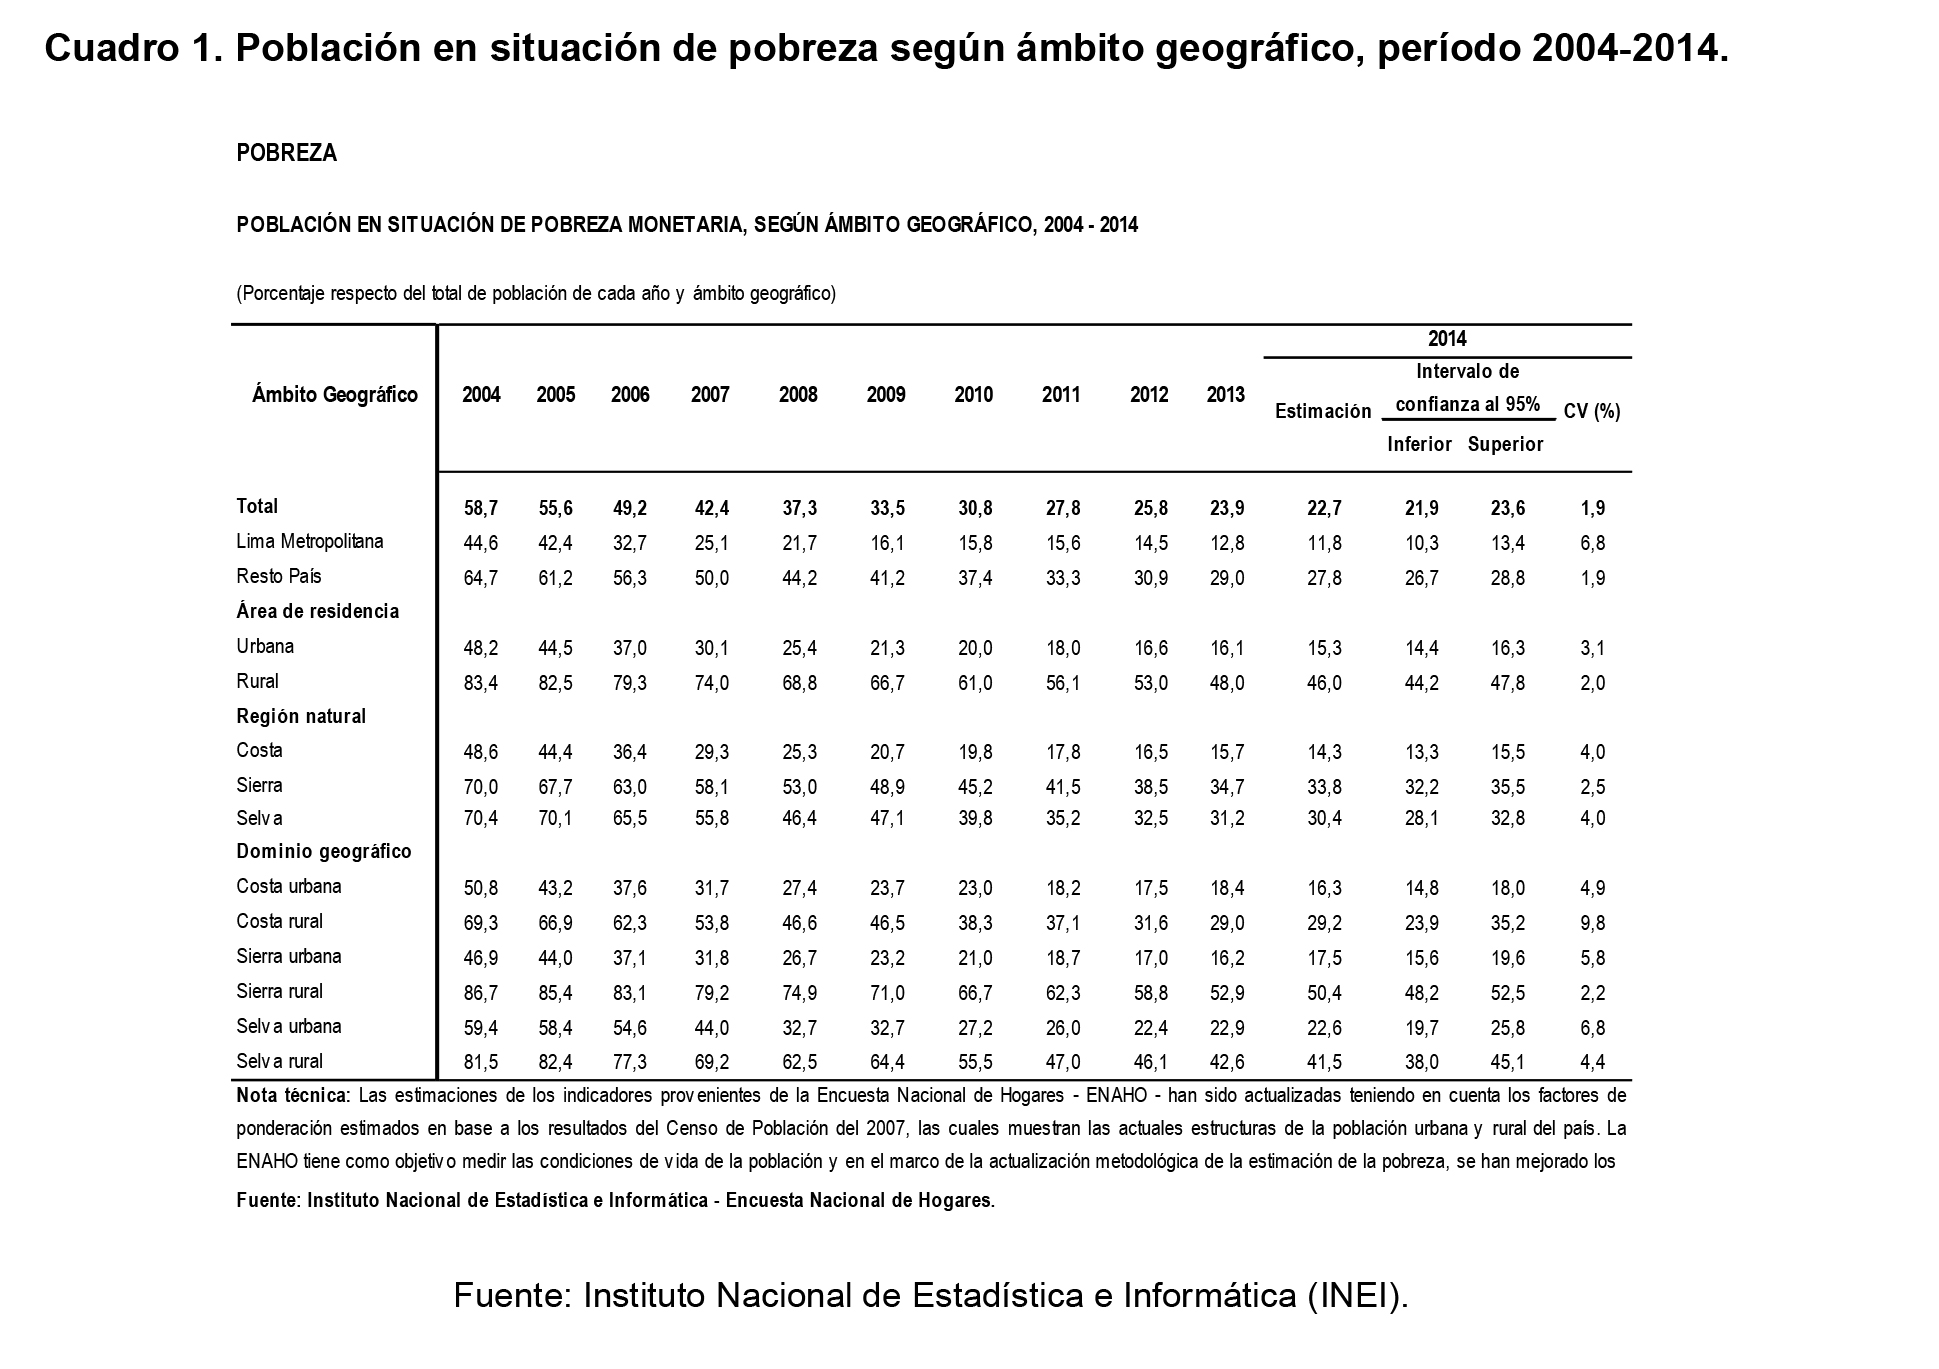 Cuadro 1. Población en situación de pobreza según ámbito geográfico, período 2004-2014.
POBREZA
POBLACIÓN EN SITUACIÓN DE POBREZA MONETARIA, SEGÚN ÁMBITO GEOGRÁFICO, 2004 - 2014
(Porcentaje respecto del total de población de cada año y ámbito geográfico)
2014
Ámbito Geográfico 2004 2005 2006 2007 2008 2009 2010 2011 2012 2013 Estimación Intervalo de confianza al 95% CV (%)
Inferior Superior
Total 58,7 55,6 49,2 42,4 37,3 33,5 30,8 27,8 25,8 23,9 22,7 21,9 23,6 1,9
Lima Metropolitana 44,6 42,4 32,7 25,1 21,7 16,1 15,8 15,6 14,5 12,8 11,8 10,3 13,4 6,8
Resto País 64,7 61,2 56,3 50,0 44,2 41,2 37,4 33,3 30,9 29,0 27,8 26,7 28,8 1,9
Área de residencia
Urbana 48,2 44,5 37,0 30,1 25,4 21,3 20,0 18,0 16,6 16,1 15,3 14,4 16,3 3,1
Rural 83,4 82,5 79,3 74,0 68,8 66,7 61,0 56,1 53,0 48,0 46,0 44,2 47,8 2,0
Región natural
Costa 48,6 44,4 36,4 29,3 25,3 20,7 19,8 17,8 16,5 15,7 14,3 13,3 15,5 4,0
Sierra 70,0 67,7 63,0 58,1 53,0 48,9 45,2 41,5 38,5 34,7 33,8 32,2 35,5 2,5
Selva 70,4 70,1 65,5 55,8 46,4 47,1 39,8 35,2 32,5 31,2 30,4 28,1 32,8 4,0
Dominio geográfico
Costa urbana 50,8 43,2 37,6 31,7 27,4 23,7 23,0 18,2 17,5 18,4 16,3 14,8 18,0 4,9
Costa rural 69,3 66,9 62,3 53,8 46,6 46,5 38,3 37,1 31,6 29,0 29,2 23,9 35,2 9,8
Sierra urbana 46,9 44,0 37,1 31,8 26,7 23,2 21,0 18,7 17,0 16,2 17,5 15,6 19,6 5,8
Sierra rural 86,7 85,4 83,1 79,2 74,9 71,0 66,7 62,3 58,8 52,9 50,4 48,2 52,5 2,2
Selva urbana 59,4 58,4 54,6 44,0 32,7 32,7 27,2 26,0 22,4 22,9 22,6 19,7 25,8 6,8
Selva rural 81,5 82,4 77,3 69,2 62,5 64,4 55,5 47,0 46,1 42,6 41,5 38,0 45,1 4,4
Nota técnica: Las estimaciones de los indicadores provenientes de la Encuesta Nacional de Hogares - ENAHO - han sido actualizadas teniendo en cuenta los factores de
ponderación estimados en base a los resultados del Censo de Población del 2007, las cuales muestran las actuales estructuras de la población urbana y rural del país. La
ENAHO tiene como objetivo medir las condiciones de vida de la población y en el marco de la actualización metodológica de la estimación de la pobreza, se han mejorado los
Fuente: Instituto Nacional de Estadística e Informática - Encuesta Nacional de Hogares.
Fuente: Instituto Nacional de Estadística e Informática (INEI).